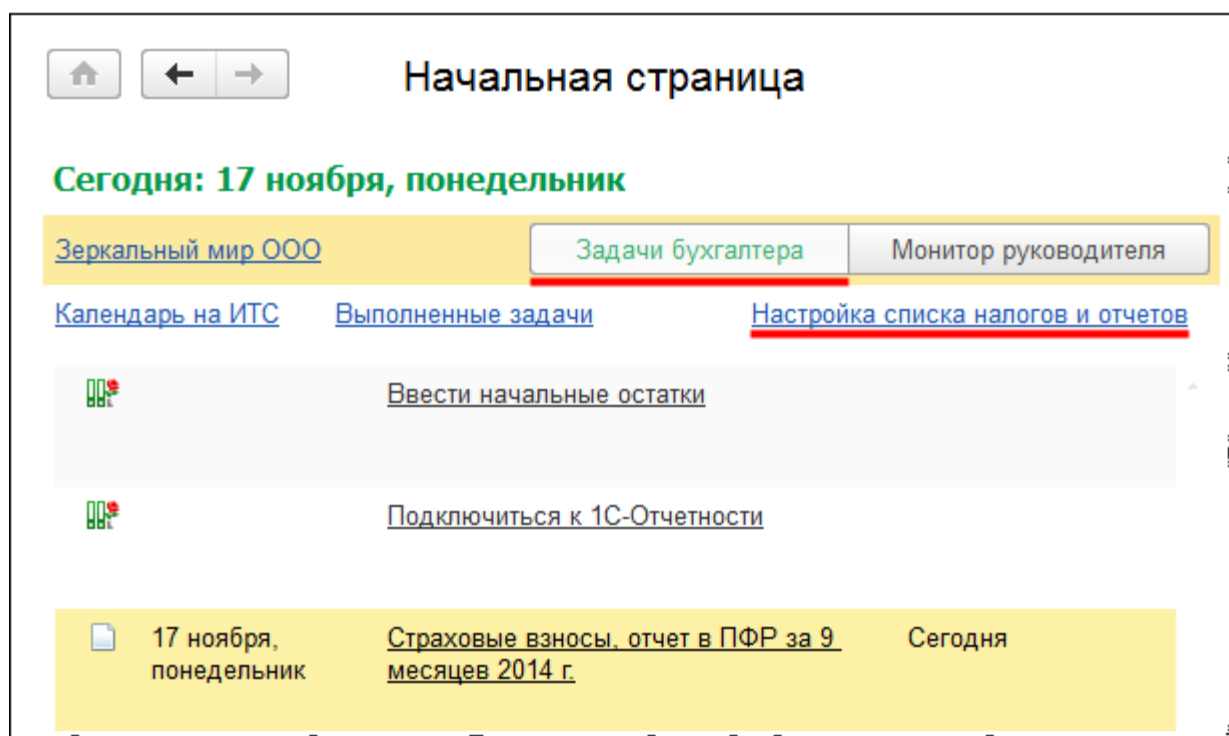 Начальная страница
Сегодня: 17 ноября, понедельник
Зеркальный мир ООО Задачи бухгалтера Монитор руководителя
Календарь на ИТС Выполненные задачи Настройка списка налогов и отчетов
Ввести начальные остатки
Подключиться к 1С-Отчетности
17 ноября, Страховые взносы, отчет в ПФР за 9 Сегодня
понедельник месяцев 2014 г.